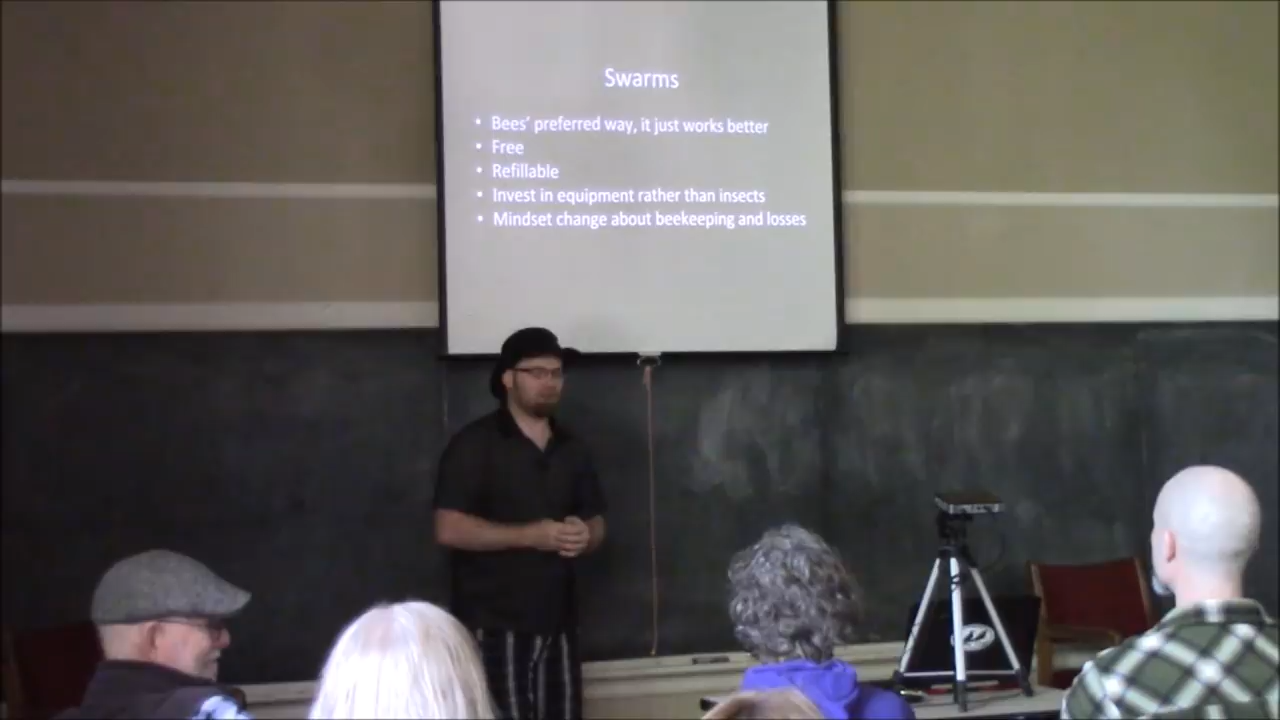 Swarms
• Bees' preferred way, it just works better
• Free
• Refillable
• Invest in equipment rather than insects
• Mindset change about beekeeping and losses